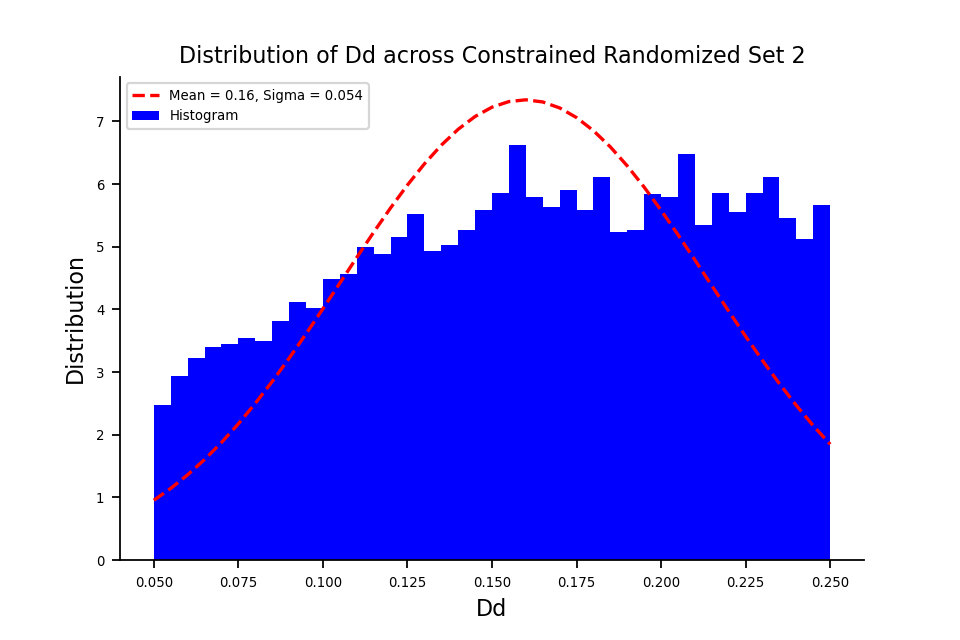 Distribution of Dd across Constrained Randomized Set 2
Mean = 0.16, Sigma = 0.054
Histogram
Distribution
7
6
5
4
3
2
1
0
0.050 0.075 0.100 0.125 0.150 0.175 0.200 0.225 0.250
Dd